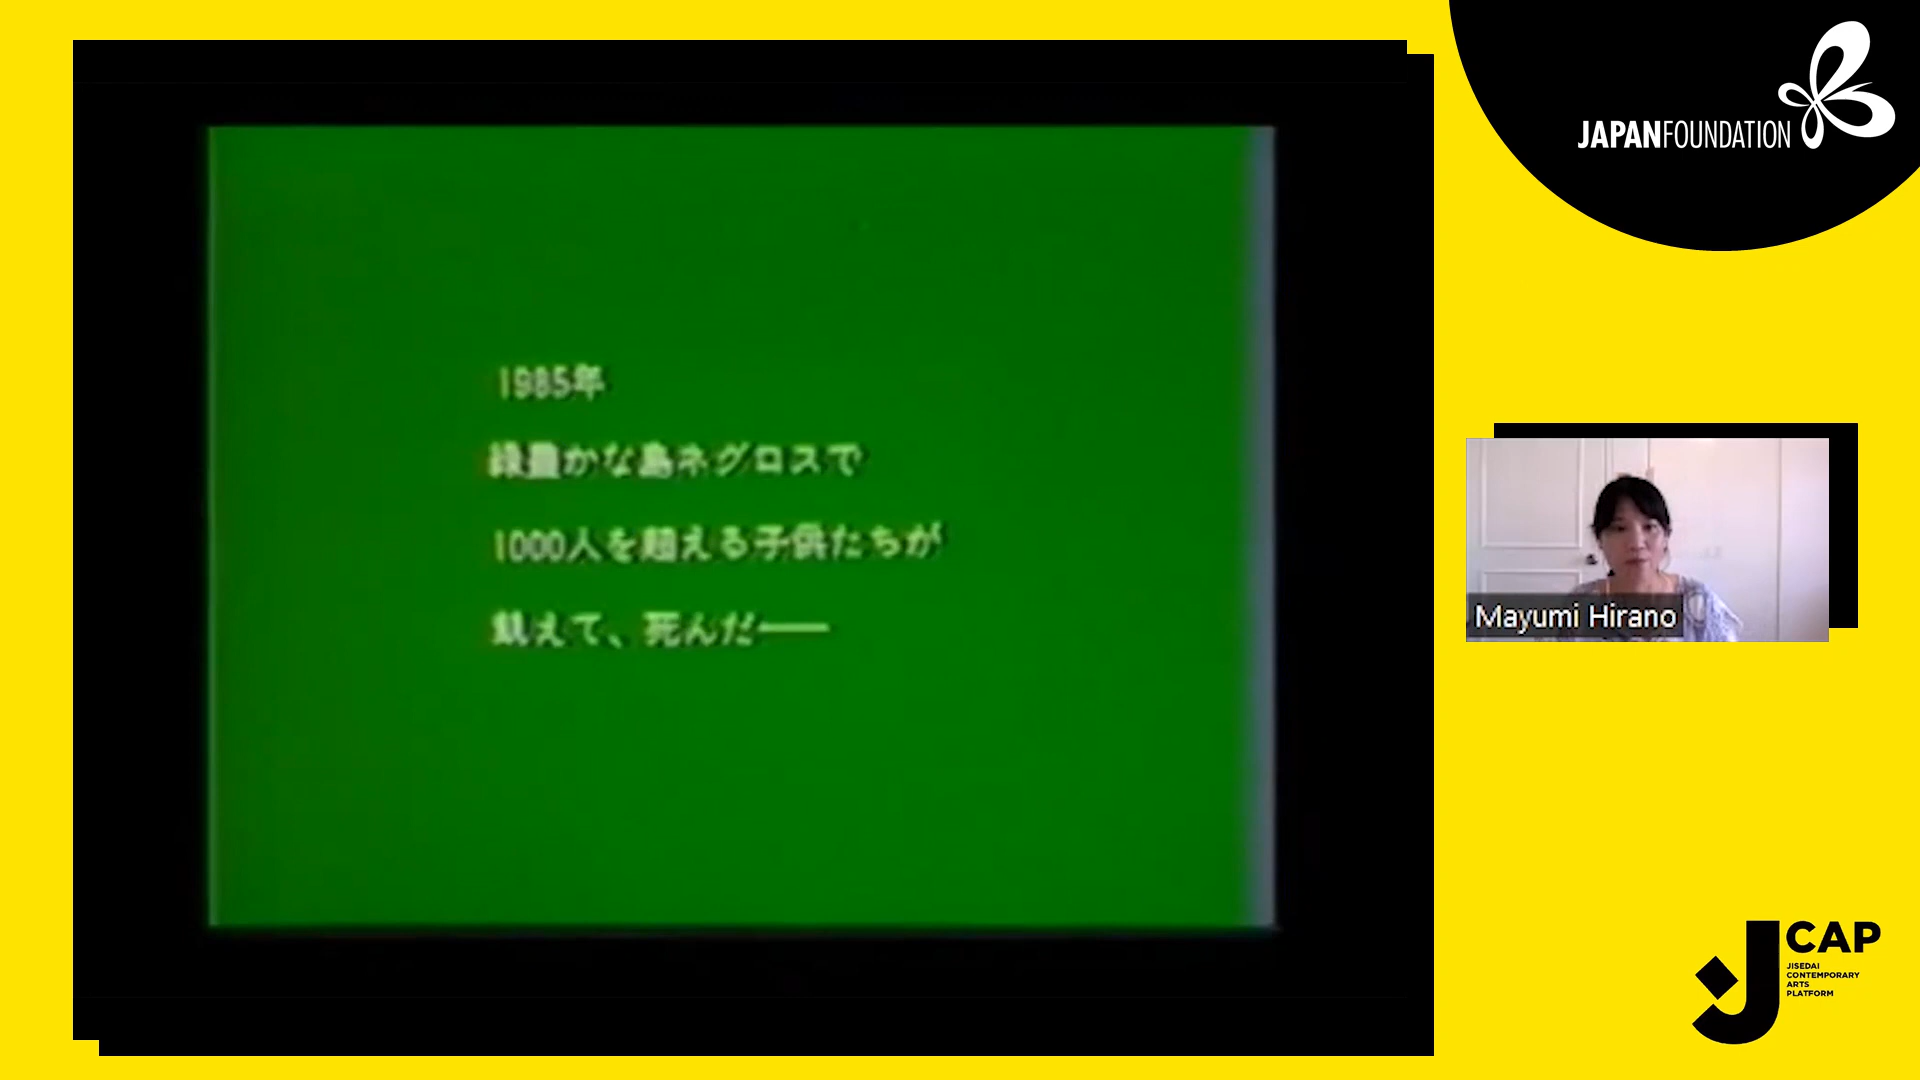 1985年
緑豊かな島ネグロスで
1000人を超える子供たちが
飢えて、死んだ——
JAPANFOUNDATION
Mayumi Hirano
J CAP
JISEDAI
CONTEMPORARY
ARTS
PLATFORM